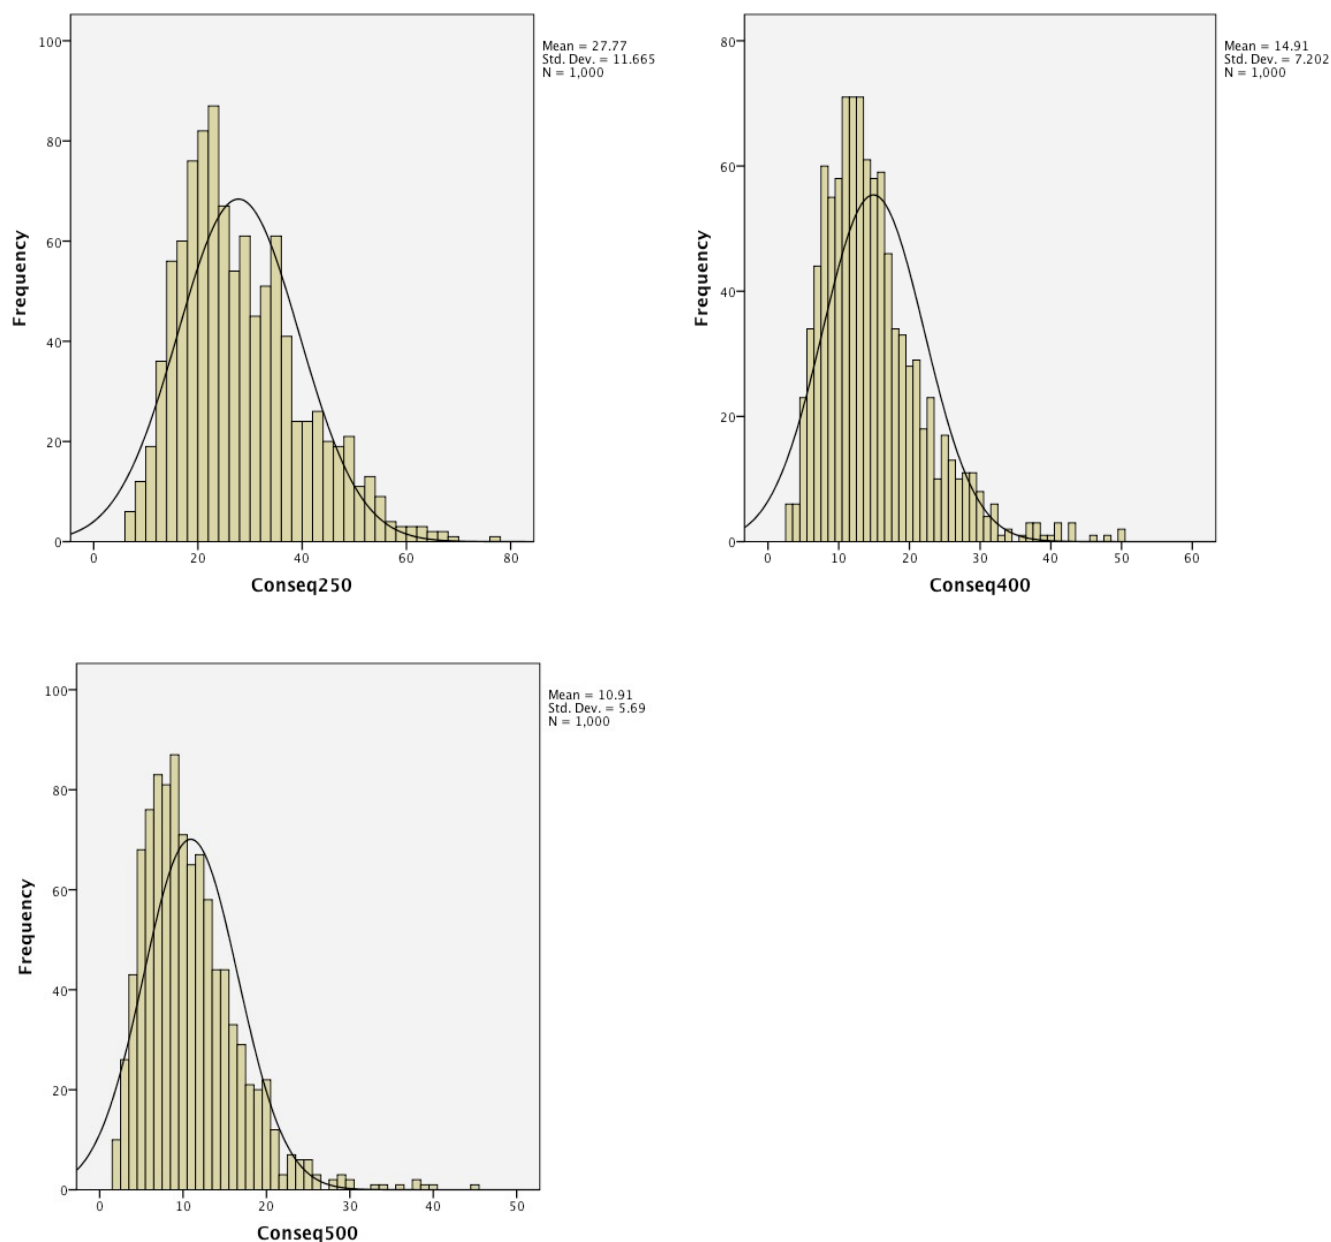 Mean = 27.77
Std. Dev. = 11.665
N = 1,000
100
80
60
40
20
0
Frequency
0 20 40 60 80
Conseq250
Mean = 14.91
Std. Dev. = 7.202
N = 1,000
80
60
40
20
0
Frequency
0 10 20 30 40 50 60
Conseq400
Mean = 10.91
Std. Dev. = 5.69
N = 1,000
100
80
60
40
20
0
Frequency
0 10 20 30 40 50
Conseq500